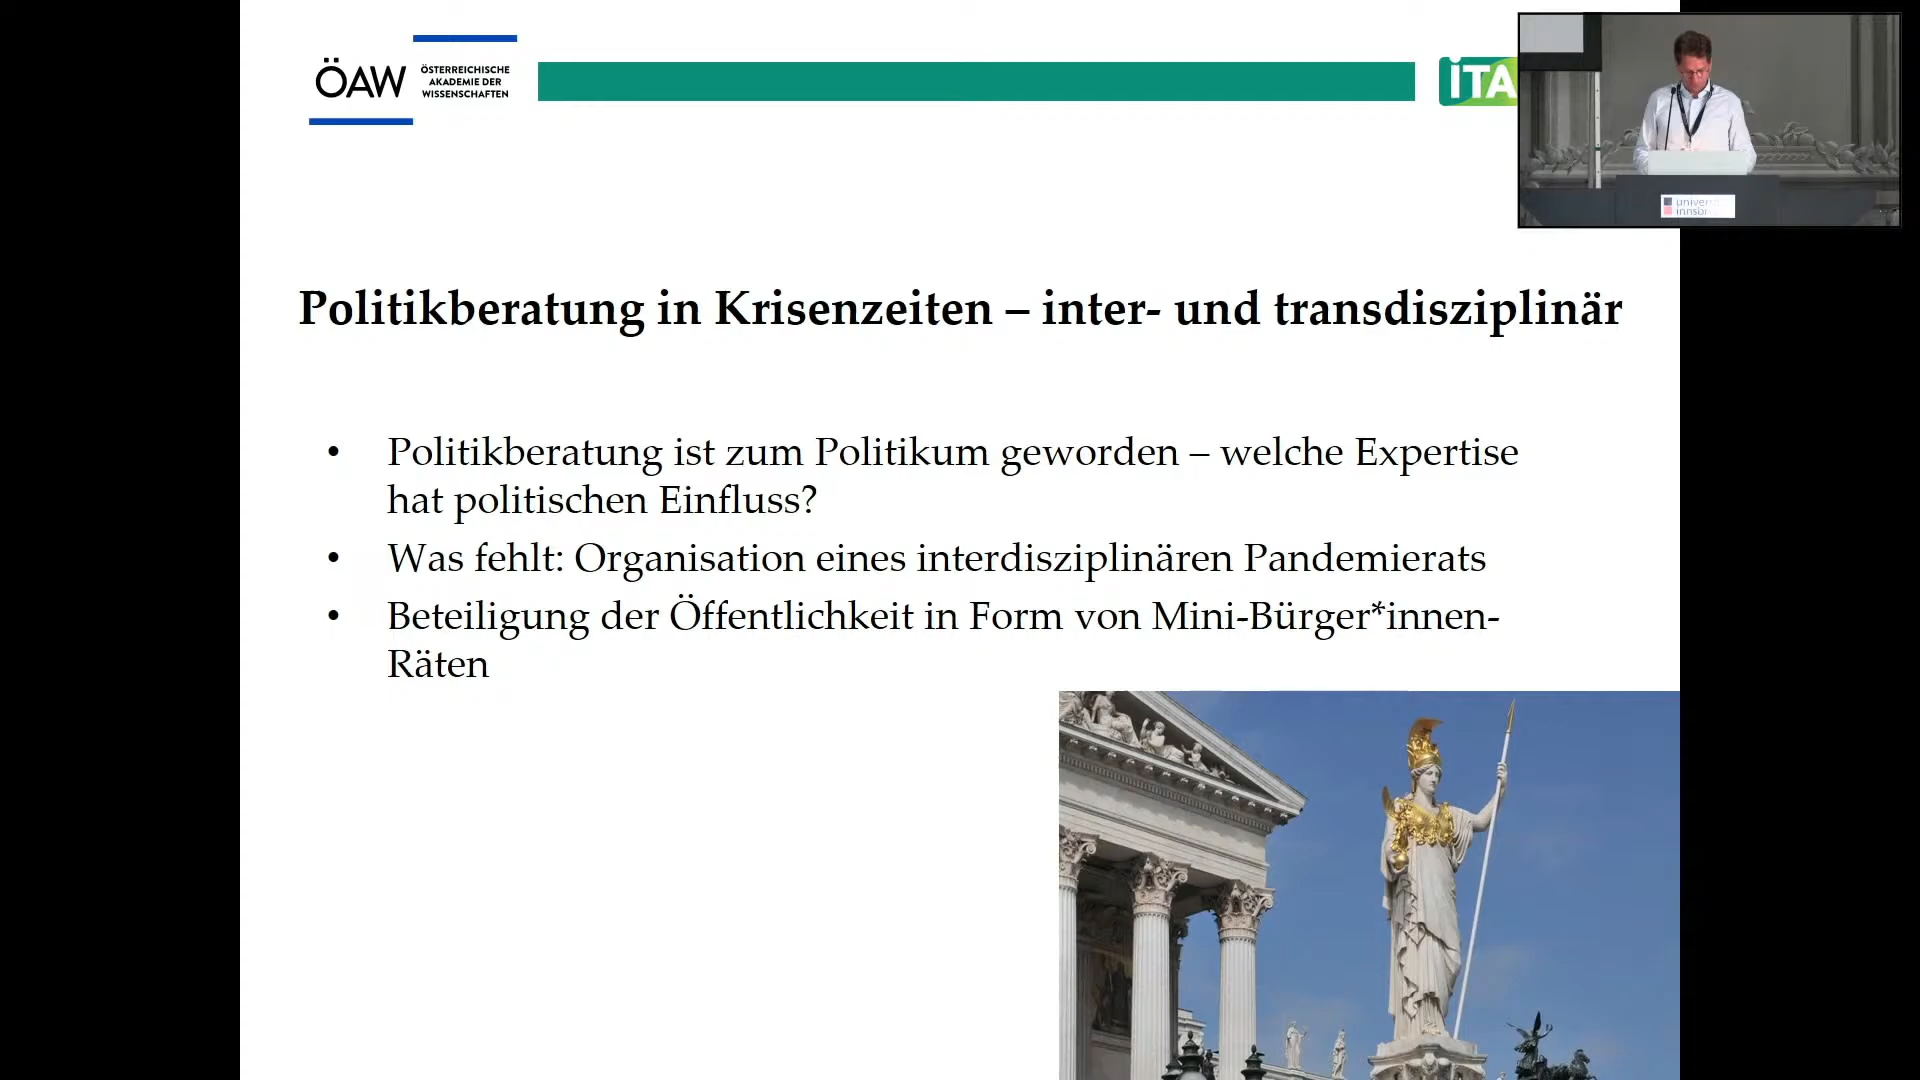 ÖAW
ÖSTERREICHISCHE
AKADEMIE DER
WISSENSCHAFTEN
ITA
Politikberatung in Krisenzeiten – inter- und transdisziplinär
• Politikberatung ist zum Politikum geworden – welche Expertise
hat politischen Einfluss?
• Was fehlt: Organisation eines interdisziplinären Pandemierats
• Beteiligung der Öffentlichkeit in Form von Mini-Bürger*innen-
Räten